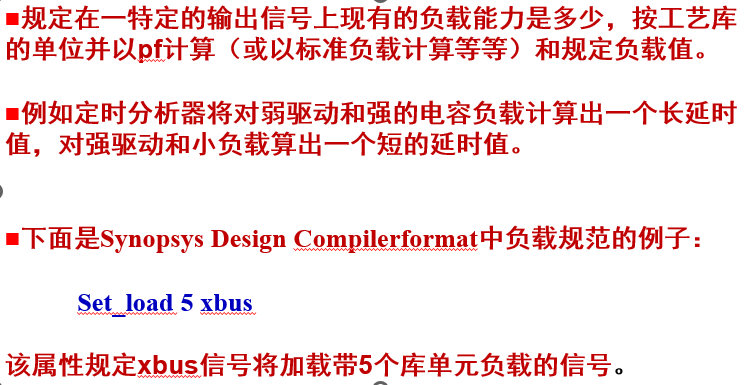 ■规定在一特定的输出信号上现有的负载能力是多少，按工艺库
的单位并以pf计算（或以标准负载计算等等）和规定负载值。
■例如定时分析器将对弱驱动和强的电容负载计算出一个长延时
值，对强驱动和小负载算出一个短的延时值。
■下面是Synopsys Design Compilerformat中负载规范的例子：
Set_load 5 xbus
该属性规定xbus信号将加载带5个库单元负载的信号。